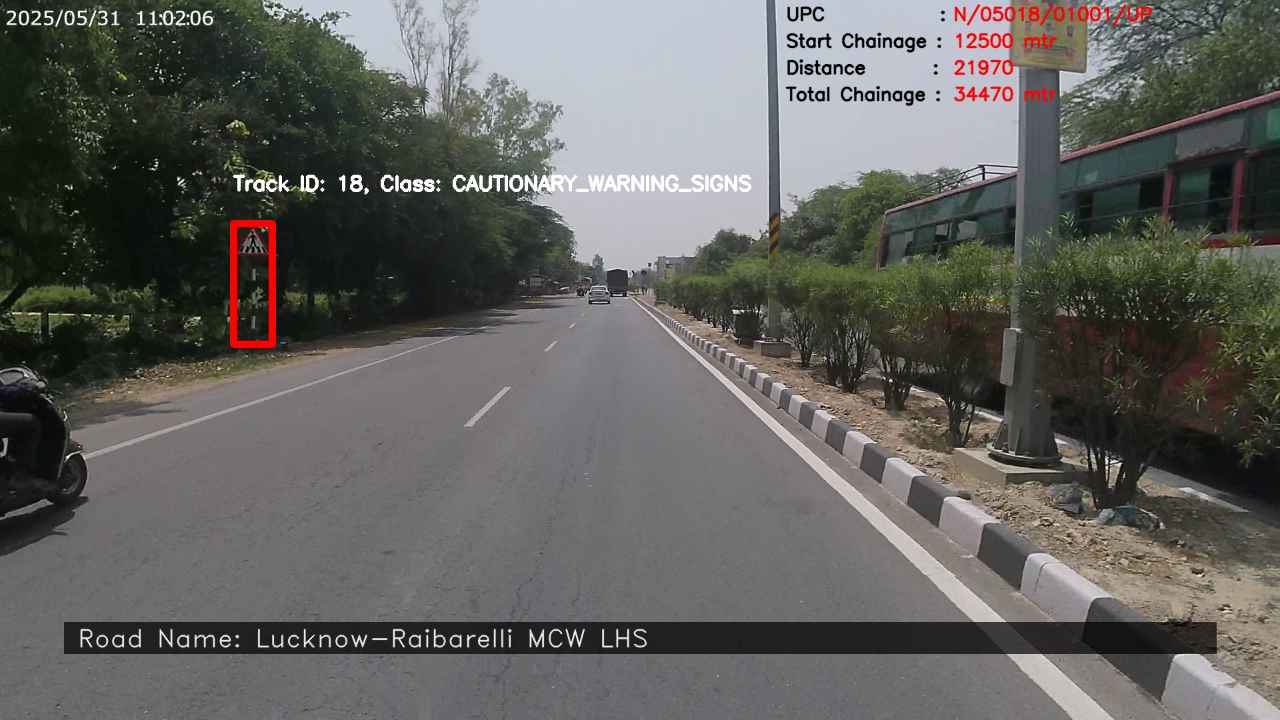 2025/05/31 11:02:06
UPC : N/05018/01001/UP
Start Chainage : 12500 mtr
Distance : 21970
Total Chainage : 34470 mtr
Track ID: 18, Class: CAUTIONARY_WARNING_SIGNS
Road Name: Lucknow-Raibarelli MCW LHS